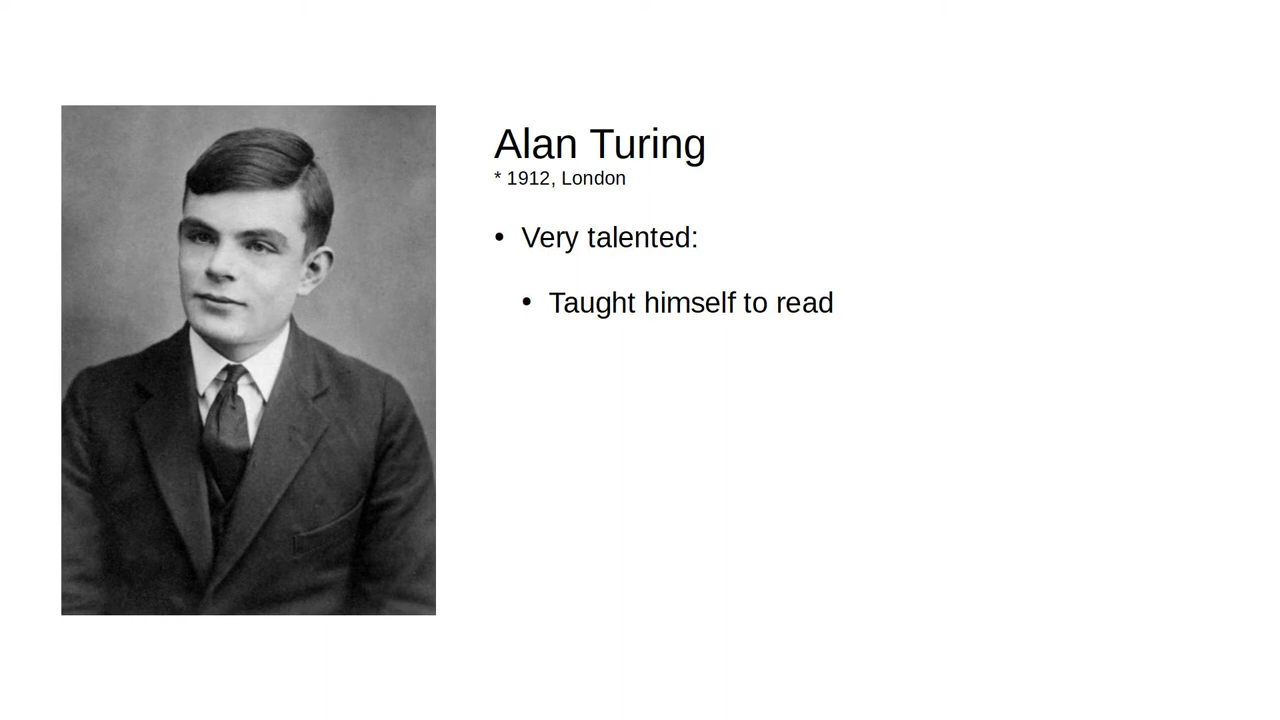 Alan Turing
* 1912, London
• Very talented:
• Taught himself to read